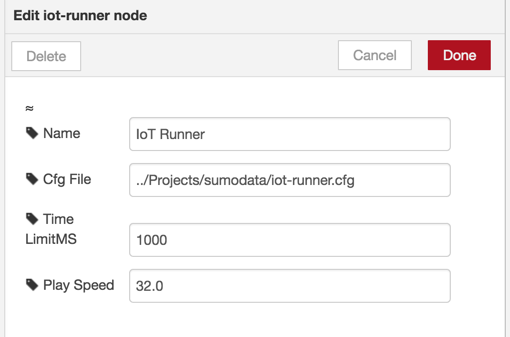 Edit iot-runner node
Delete Cancel Done
≈
Name IoT Runner
Cfg File ../Projects/sumodata/iot-runner.cfg
Time
LimitMS 1000
Play Speed 32.0